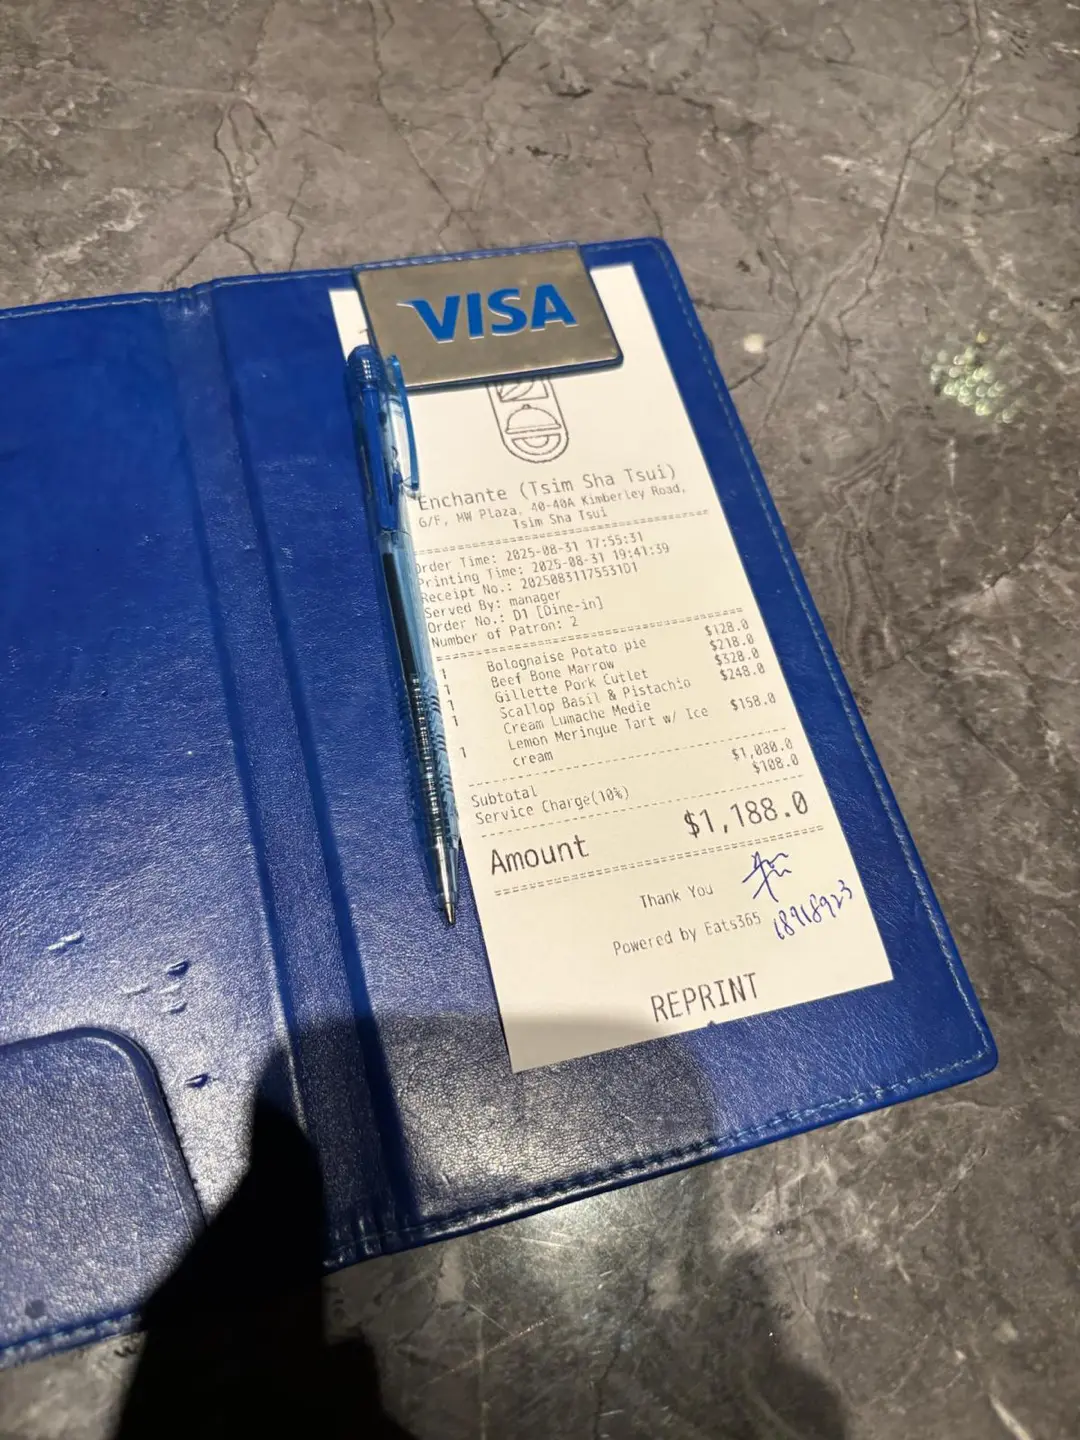 VISA
Enchante (Tsim Sha Tsui)
G/F, MW Plaza, 40-40A Kimberley Road,
Tsim Sha Tsui
Order Time: 2025-08-31 17:55:31
Printing Time: 2025-08-31 19:41:39
Receipt No.: 20250831175531D1
Served By: manager
Order No.: D1 [Dine-in]
Number of Patron: 2
1 Bolognaise Potato pie $128.0
1 Beef Bone Marrow $218.0
1 Gillette Pork Cutlet $328.0
1 Scallop Basil & Pistachio $248.0
Cream Lumache Medie
1 Lemon Meringue Tart w/ Ice $158.0
cream
Subtotal $1,080.0
Service Charge(10%) $108.0
Amount $1,188.0
Thank You
Powered by Eats365
18918923
REPRINT